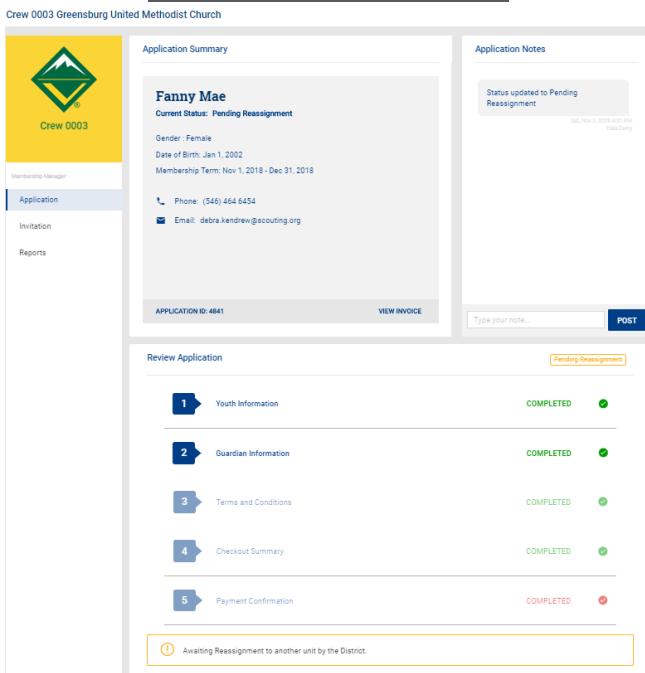 Crew 0003 Greensburg United Methodist Church
®
Crew 0003
Membership Manager
Application
Invitation
Reports
Application Summary
Fanny Mae
Current Status: Pending Reassignment
Gender : Female
Date of Birth: Jan 1, 2002
Membership Term: Nov 1, 2018 - Dec 31, 2018
Phone: (546) 464 6454
Email: debra.kendrew@scouting.org
APPLICATION ID: 4841
VIEW INVOICE
Application Notes
Status updated to Pending
Reassignment
Sat, Nov 3, 2018
Type your note...
POST
Review Application
Pending Reassignment
1 Youth Information COMPLETED
2 Guardian Information COMPLETED
3 Terms and Conditions COMPLETED
4 Checkout Summary COMPLETED
5 Payment Confirmation COMPLETED
Awaiting Reassignment to another unit by the District.